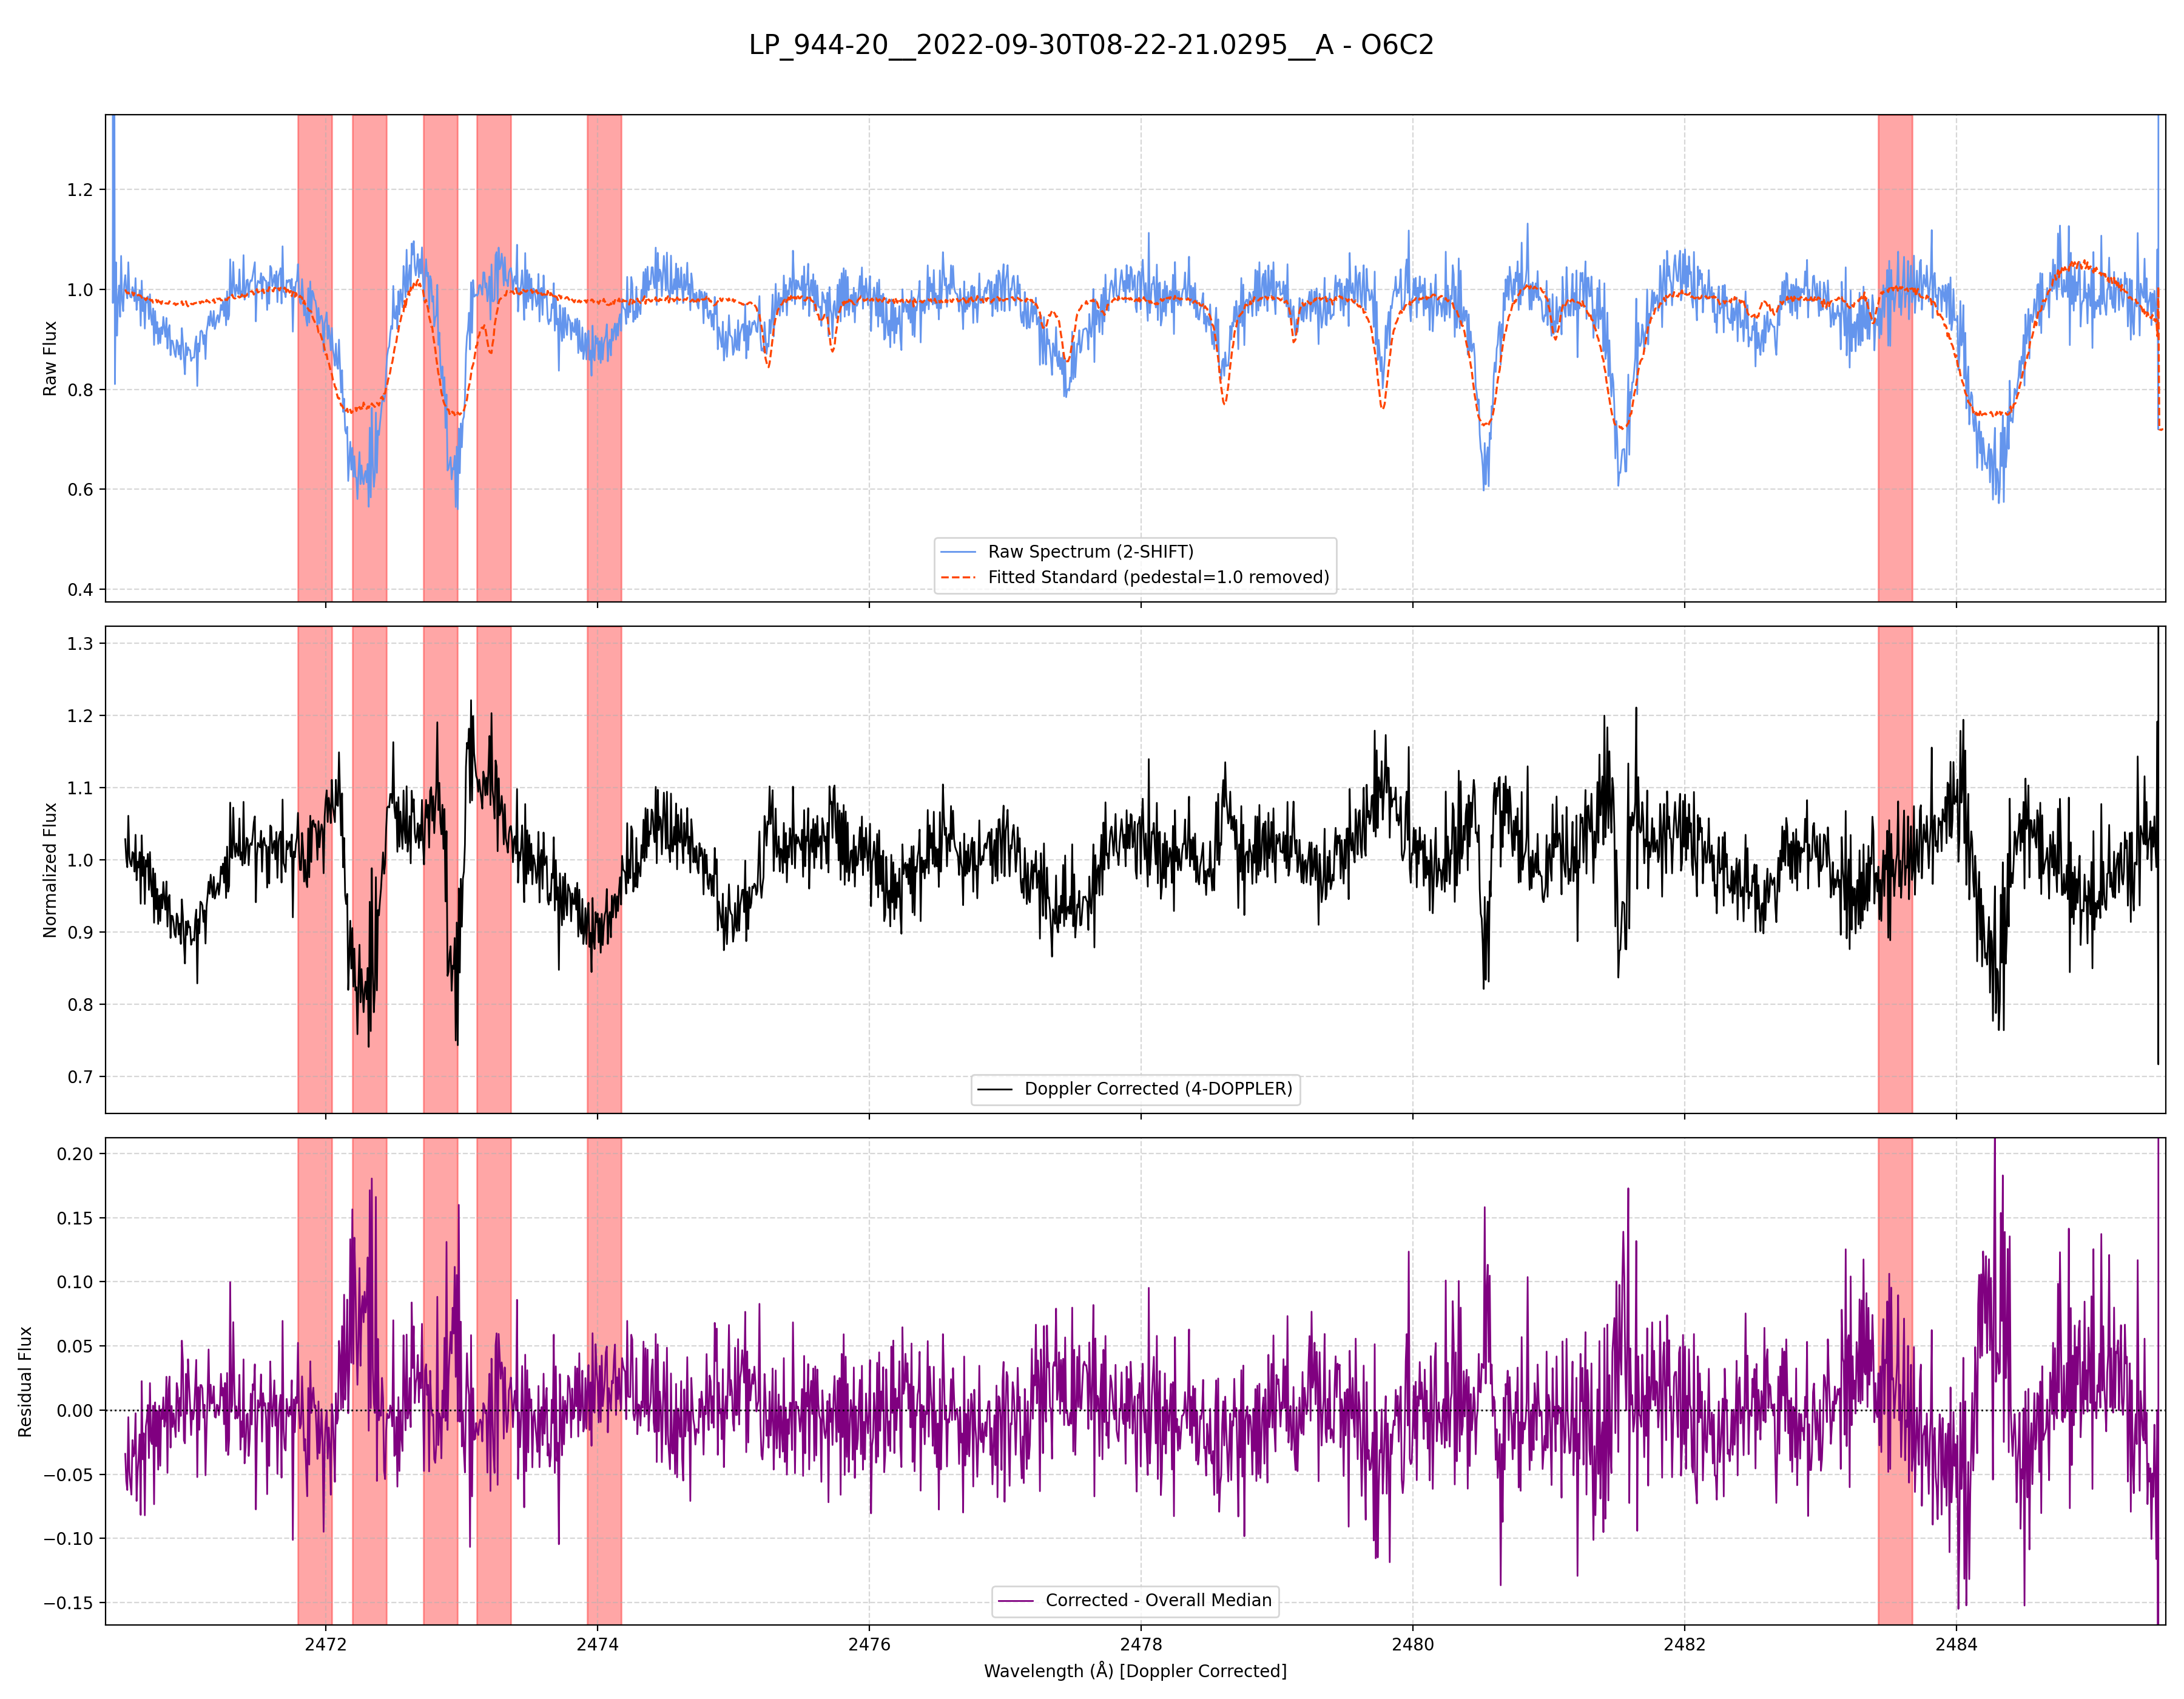 LP_944-20__2022-09-30T08-22-21.0295__A - O6C2
Raw Flux
1.2
1.0
0.8
0.6
0.4
Raw Spectrum (2-SHIFT)
Fitted Standard (pedestal=1.0 removed)
Normalized Flux
1.3
1.2
1.1
1.0
0.9
0.8
0.7
Doppler Corrected (4-DOPPLER)
Residual Flux
0.20
0.15
0.10
0.05
0.00
−0.05
−0.10
−0.15
Corrected - Overall Median
2472 2474 2476 2478 2480 2482 2484
Wavelength (Å) [Doppler Corrected]